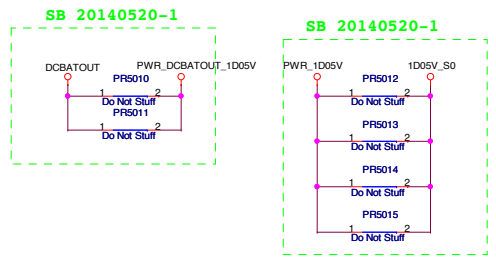 SB 20140520-1
DCBATOUT PWR_DCBATOUT_1D05V
PR5010
1 2
Do Not Stuff
PR5011
1 2
Do Not Stuff
SB 20140520-1
PWR_1D05V 1D05V_S0
PR5012
1 2
Do Not Stuff
PR5013
1 2
Do Not Stuff
PR5014
1 2
Do Not Stuff
PR5015
1 2
Do Not Stuff